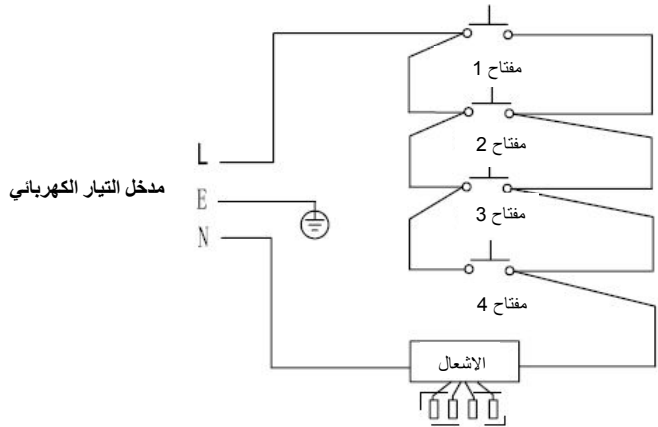 مفتاح 1
مفتاح 2
L
مدخل التيار الكهربائي
E
مفتاح 3
N
مفتاح 4
الاشعال